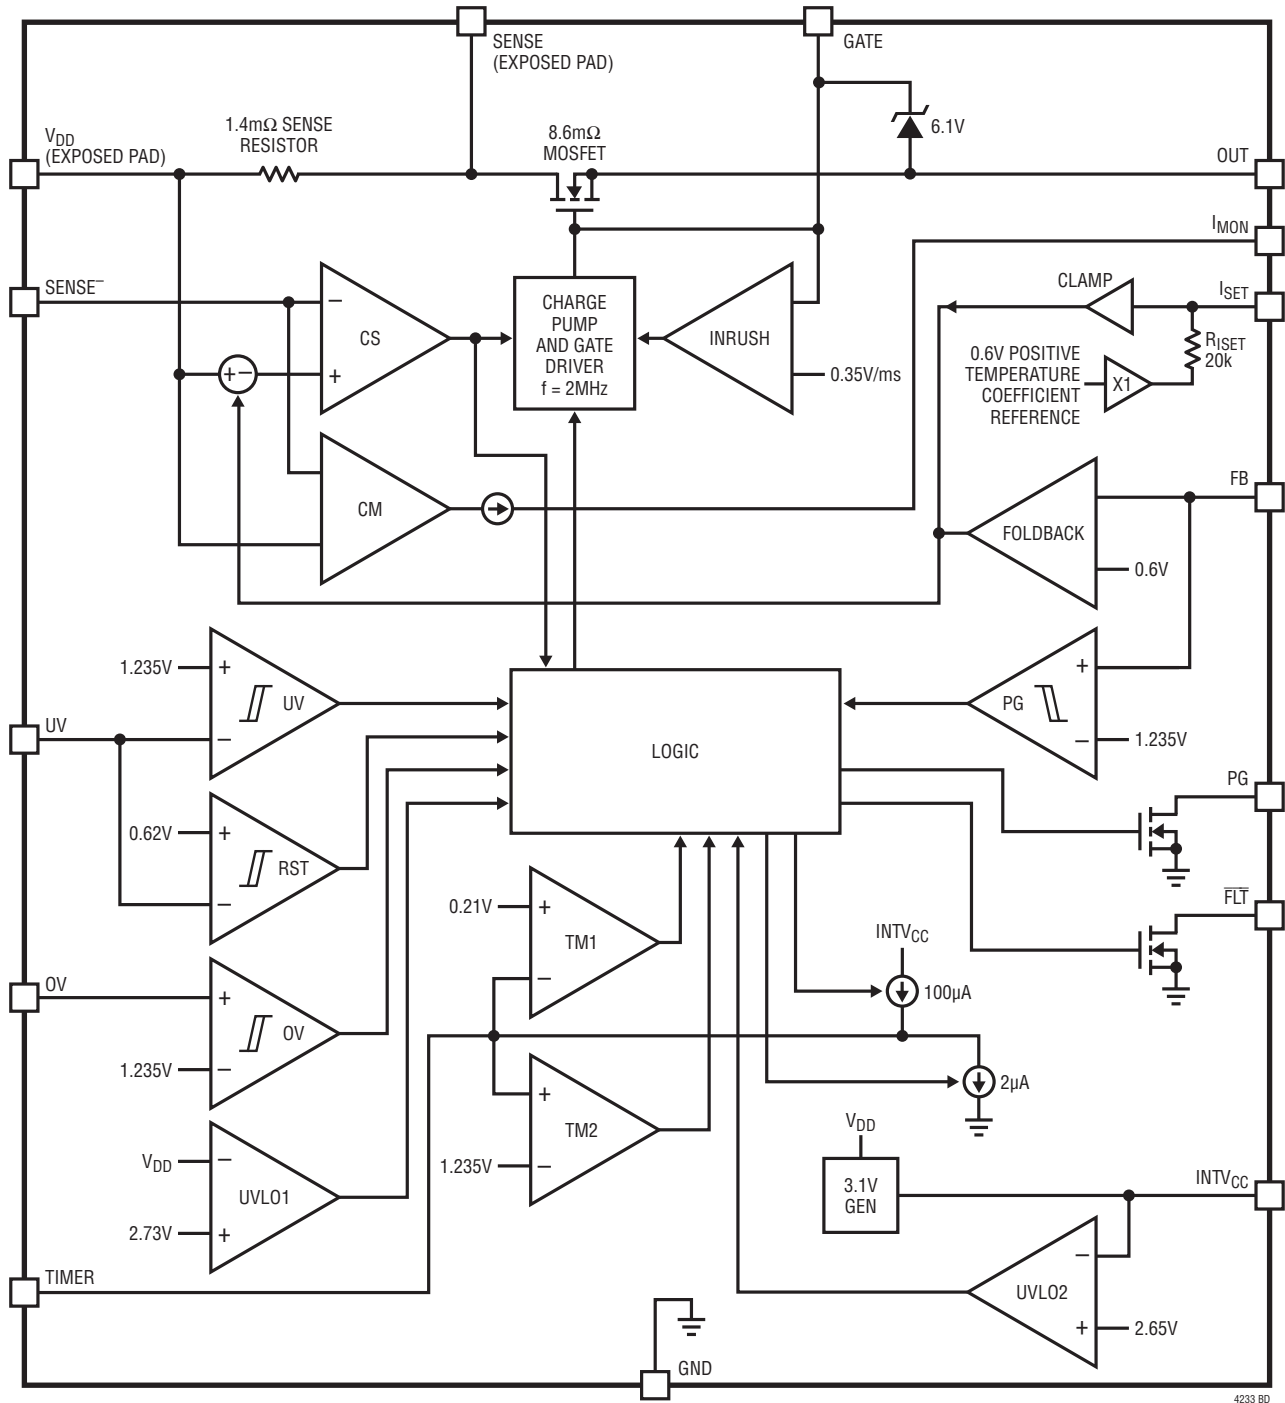 SENSE
(EXPOSED PAD)
GATE
VDD
(EXPOSED PAD)
1.4mΩ SENSE
RESISTOR
8.6mΩ
MOSFET
6.1V
OUT
IMON
SENSE–
CLAMP
ISET
CS
–
+
+ –
CHARGE
PUMP
AND GATE
DRIVER
f = 2MHz
INRUSH
0.35V/ms
0.6V POSITIVE
TEMPERATURE
COEFFICIENT
REFERENCE
X1
RISET
20k
CM
FB
FOLDBACK
0.6V
1.235V
+
UV
–
UV
LOGIC
+
PG
–
1.235V
PG
0.62V
+
RST
–
FLT
0.21V
+
TM1
–
INTVCC
100µA
OV
+
OV
1.235V
–
+
TM2
1.235V
–
2µA
VDD
–
UVLO1
2.73V
+
VDD
3.1V
GEN
INTVCC
–
UVLO2
+
2.65V
TIMER
GND
4233 BD